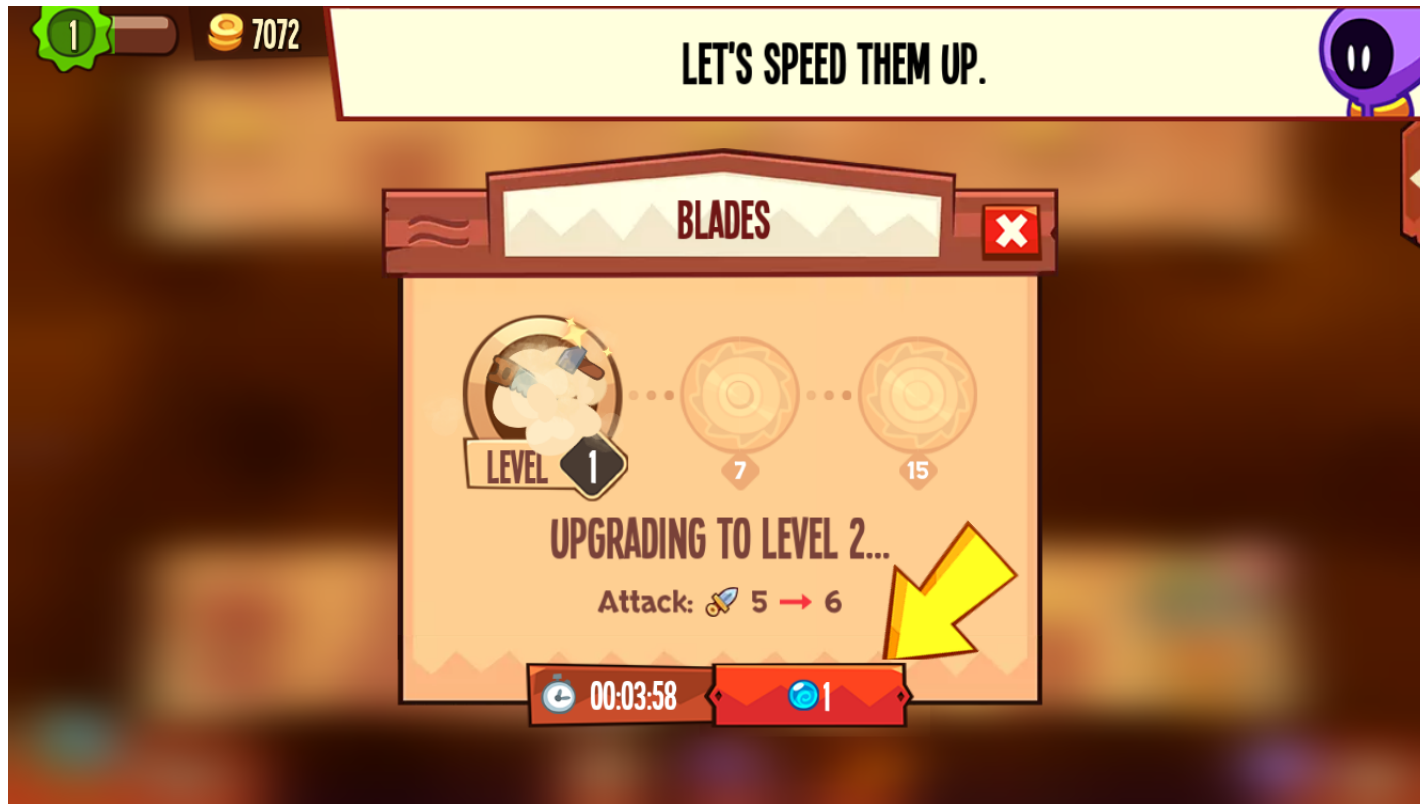 1
7072
LET'S SPEED THEM UP.
BLADES
LEVEL 1
7
15
UPGRADING TO LEVEL 2...
Attack: 5 → 6
00:03:58
1